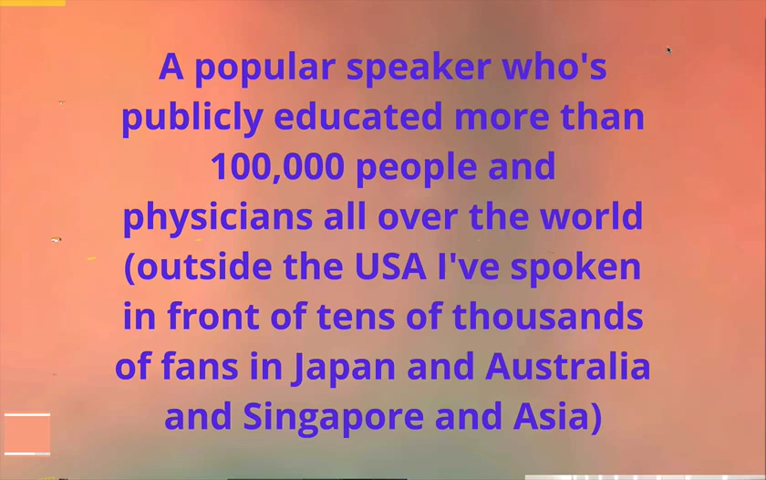 A popular speaker who's
publicly educated more than
100,000 people and
physicians all over the world
(outside the USA I've spoken
in front of tens of thousands
of fans in Japan and Australia
and Singapore and Asia)